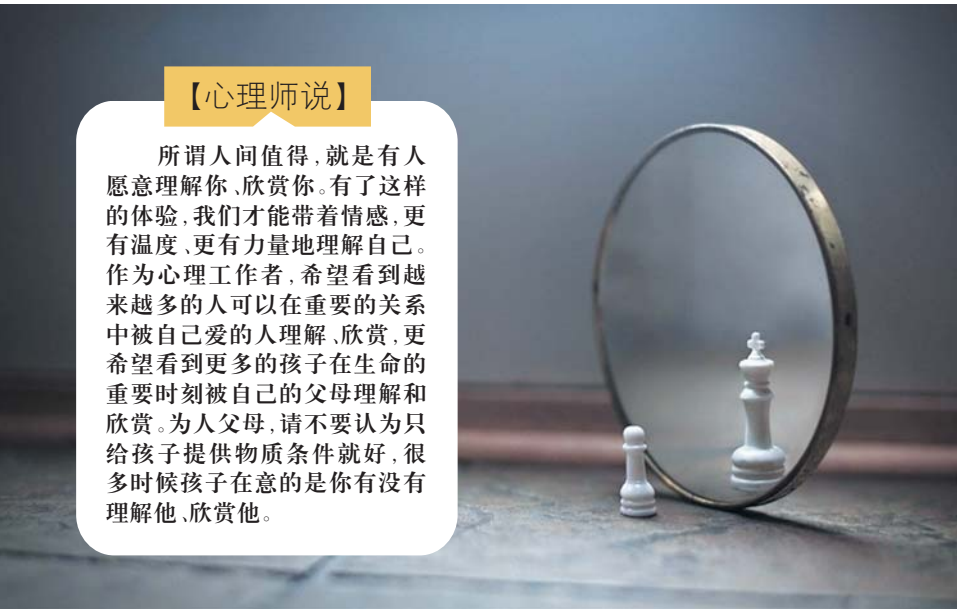 【心理师说】
所谓人间值得,就是有人
愿意理解你、欣赏你。有了这样
的体验,我们才能带着情感,更
有温度、更有力量地理解自己。
作为心理工作者,希望看到越
来越多的人可以在重要的关系
中被自己爱的人理解、欣赏,更
希望看到更多的孩子在生命的
重要时刻被自己的父母理解和
欣赏。为人父母,请不要认为只
给孩子提供物质条件就好,很
多时候孩子在意的是你有没有
理解他、欣赏他。